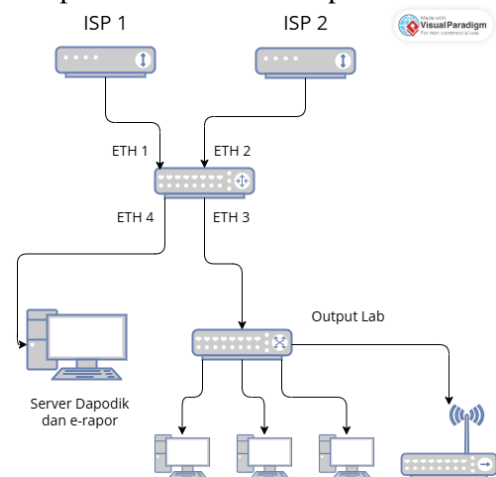 ISP 1
ISP 2
Made with
Visual Paradigm
For non-commercial use
ETH 1
ETH 2
ETH 4
ETH 3
Output Lab
Server Dapodik
dan e-rapor